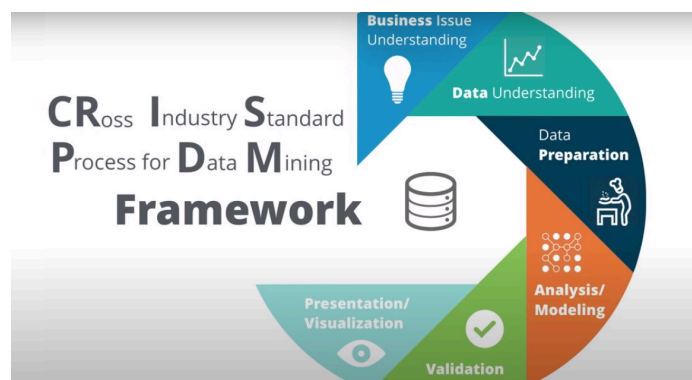 CRoss Industry Standard
Process for Data Mining
Framework
Business Issue
Understanding
Data Understanding
Data
Preparation
Analysis/
Modeling
Validation
Presentation/
Visualization